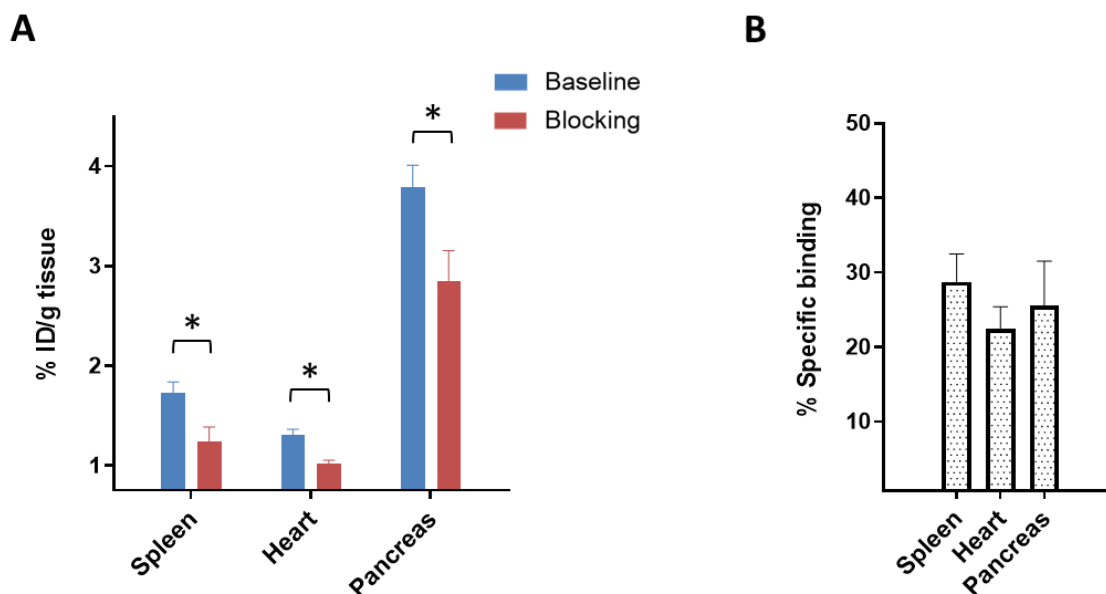 A
Baseline
Blocking
% ID/g tissue
4
3
2
1
*
*
*
Spleen
Heart
Pancreas
B
% Specific binding
50
40
30
20
10
Spleen
Heart
Pancreas